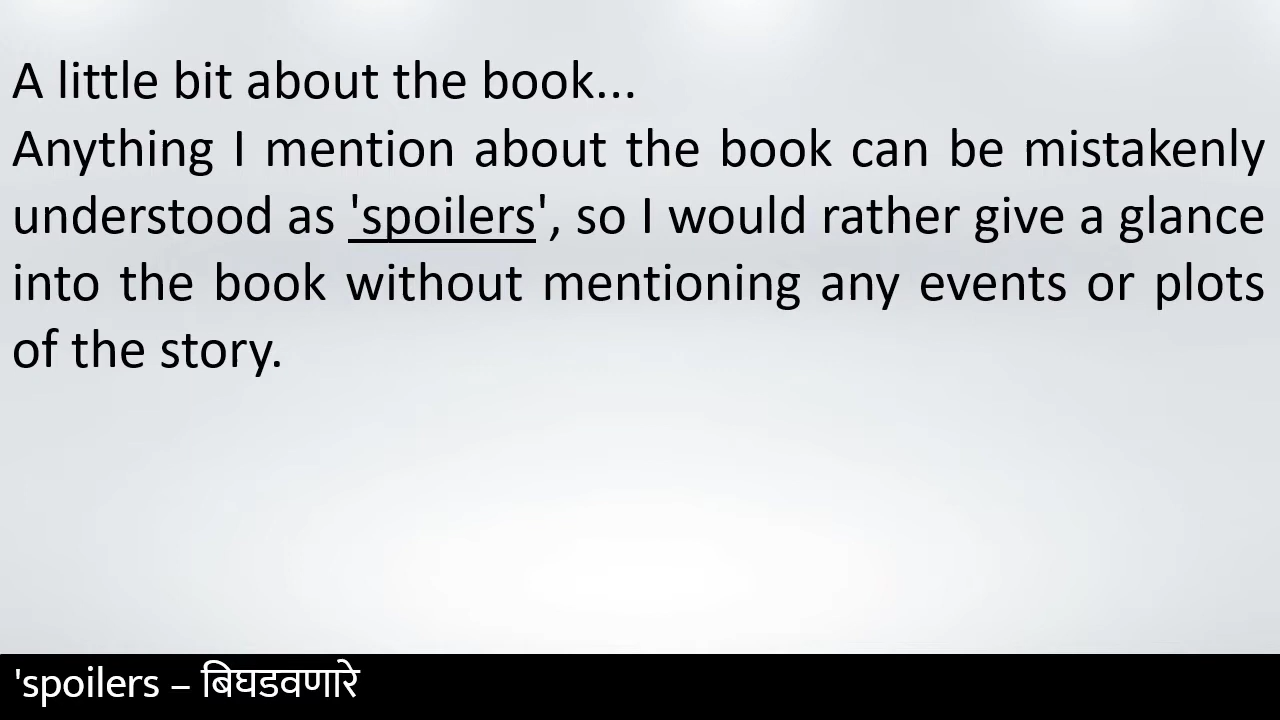 A little bit about the book...
Anything I mention about the book can be mistakenly
understood as 'spoilers', so I would rather give a glance
into the book without mentioning any events or plots
of the story.
'spoilers – बिघडवणारे